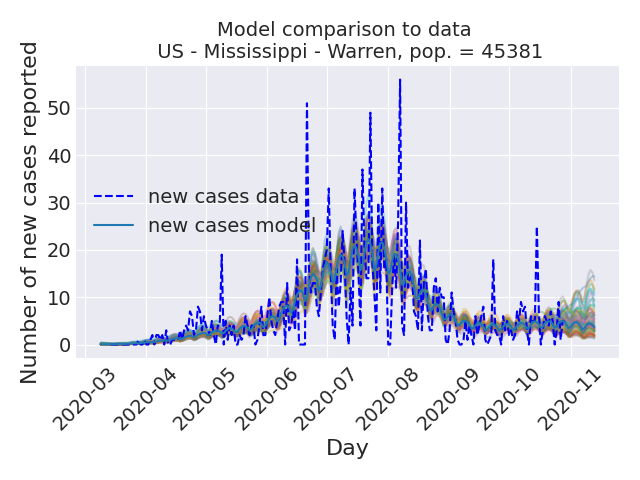 Model comparison to data
US - Mississippi - Warren, pop. = 45381
Number of new cases reported
50
40
30
20
10
0
new cases data
new cases model
2020-03
2020-04
2020-05
2020-06
2020-07
2020-08
2020-09
2020-10
2020-11
Day